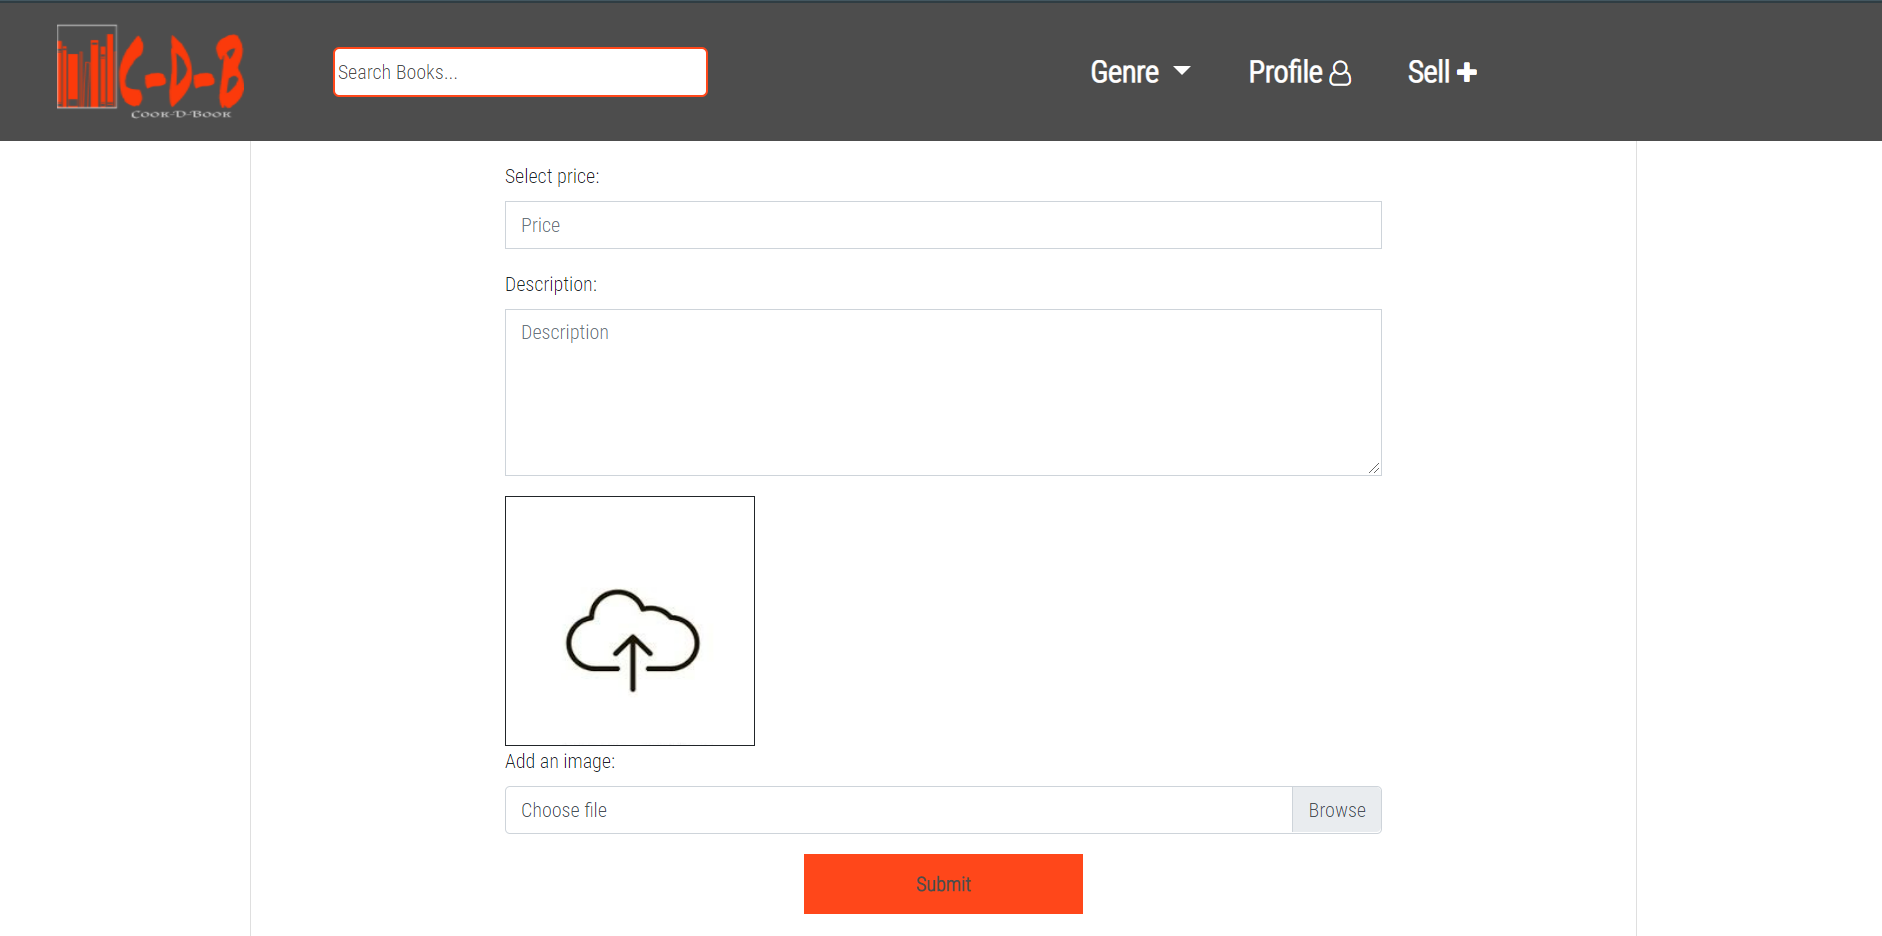 C-D-B
Cook-D-Book
Search Books...
Genre
Profile
Sell
Select price:
Price
Description:
Description
Add an image:
Choose file
Browse
Submit